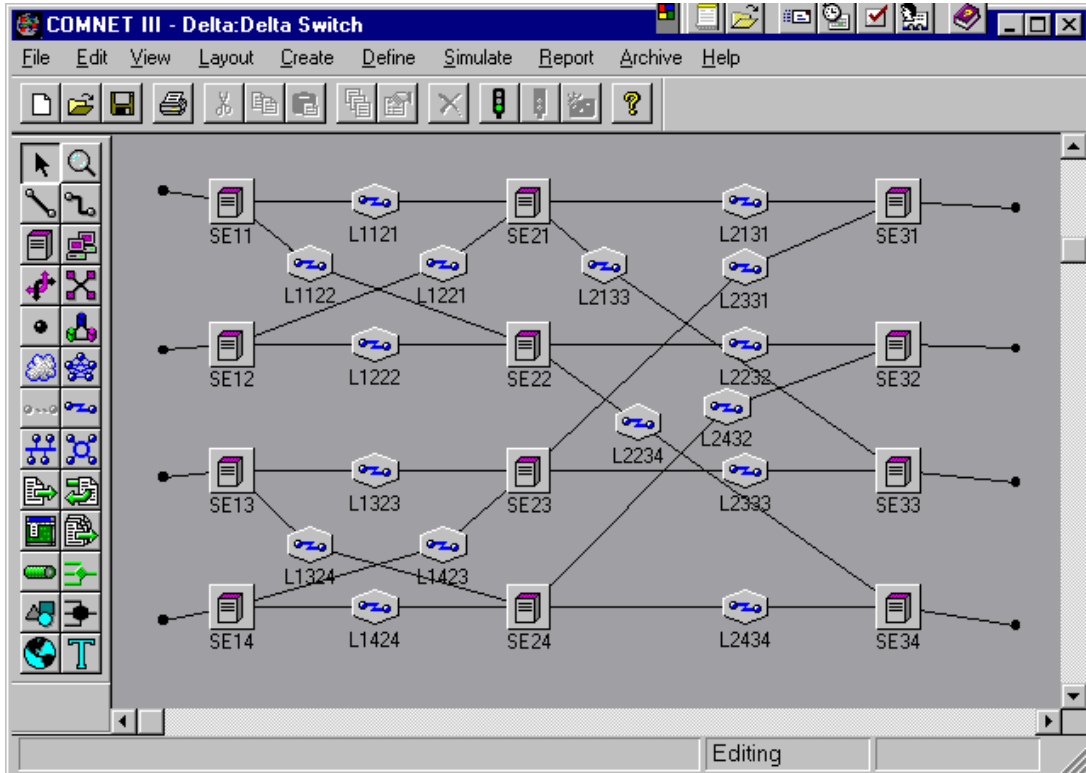 COMNET III - Delta:Delta Switch
File Edit View Layout Create Define Simulate Report Archive Help
SE11 L1121 SE21 L2131 SE31
L1122 L1221 L2133 L2331
SE12 L1222 SE22 L2232 SE32
L2234 L2432
SE13 L1323 SE23 L2333 SE33
L1324 L1423
SE14 L1424 SE24 L2434 SE34
Editing